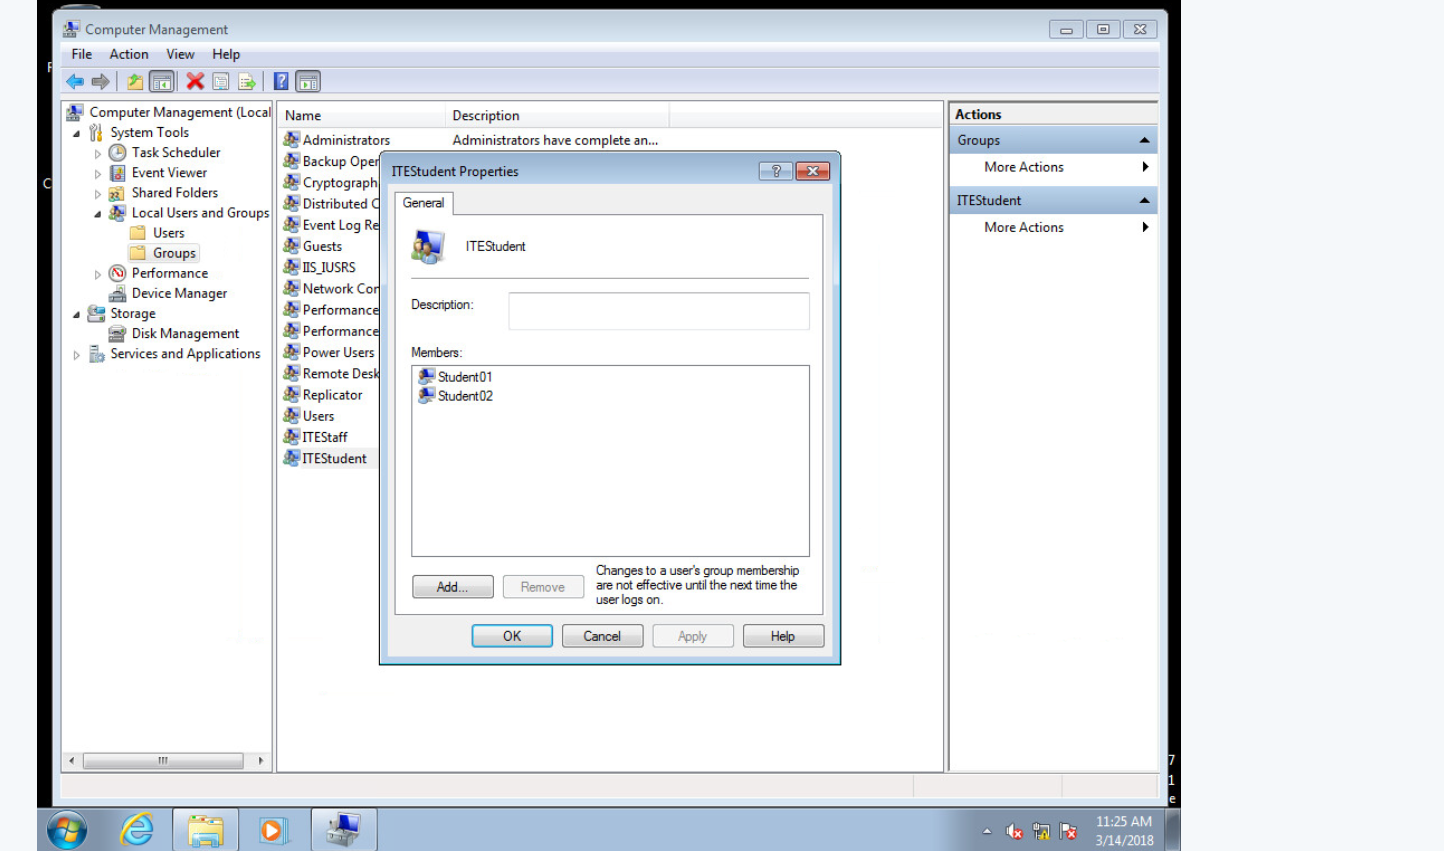 Computer Management
File Action View Help
Computer Management (Local
System Tools
Task Scheduler
Event Viewer
Shared Folders
Local Users and Groups
Users
Groups
Performance
Device Manager
Storage
Disk Management
Services and Applications
Name Description
Administrators Administrators have complete an...
Backup Oper
Cryptograph
Distributed C
Event Log Re
Guests
IIS_IUSRS
Network Con
Performance
Performance
Power Users
Remote Desk
Replicator
Users
ITEStaff
ITEStudent
ITEStudent Properties
General
ITEStudent
Description:
Members:
Student01
Student02
Add... Remove
Changes to a user's group membership
are not effective until the next time the
user logs on.
OK Cancel Apply Help
Actions
Groups
More Actions
ITEStudent
More Actions
7
1
e
11:25 AM
3/14/2018